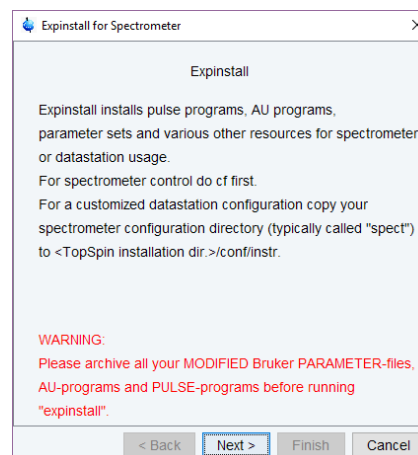 Expinstall for Spectrometer
Expinstall
Expinstall installs pulse programs, AU programs,
parameter sets and various other resources for spectrometer
or datastation usage.
For spectrometer control do cf first.
For a customized datastation configuration copy your
spectrometer configuration directory (typically called "spect")
to <TopSpin installation dir.>/conf/instr.
WARNING:
Please archive all your MODIFIED Bruker PARAMETER-files,
AU-programs and PULSE-programs before running
"expinstall".
< Back Next > Finish Cancel